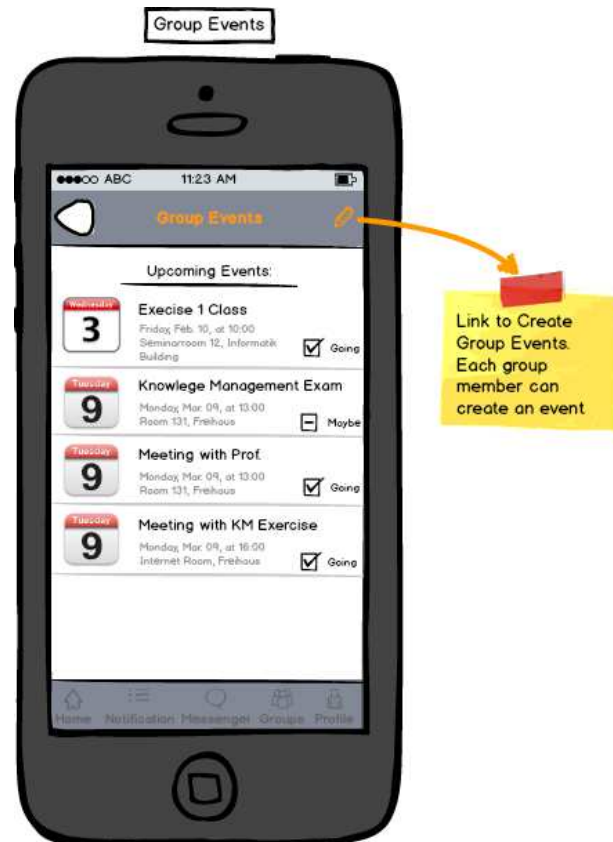 Group Events
ABC 11:23 AM
Group Events
Upcoming Events:
Wednesday
3
Execise 1 Class
Friday, Feb. 10, at 10:00
Seminarroom 12, Informatik
Building
Going
Tuesday
9
Knowlege Management Exam
Monday, Mar. 09, at 13:00
Room 131, Freihaus
Maybe
Tuesday
9
Meeting with Prof.
Monday, Mar. 09, at 13:00
Room 131, Freihaus
Going
Tuesday
9
Meeting with KM Exercise
Monday, Mar. 09, at 16:00
Internet Room, Freihaus
Going
Home Notification Messenger Groups Profile
Link to Create
Group Events.
Each group
member can
create an event